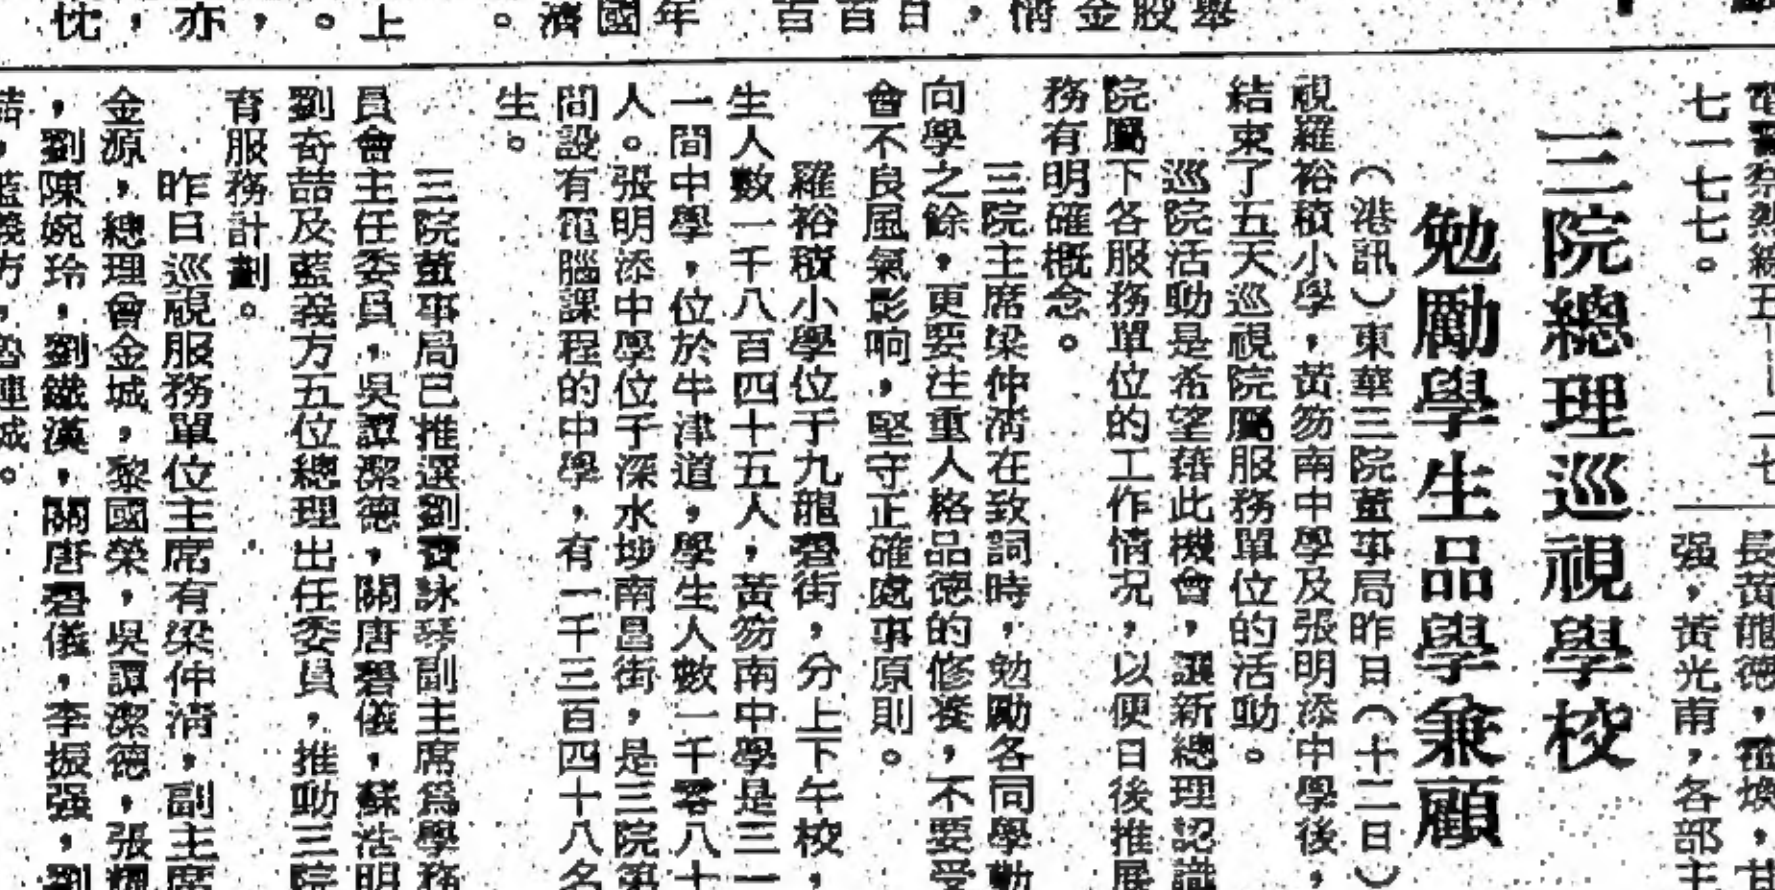 七一七七。
强，黃光甫，各部主
三院總理巡視學校
勉勵學生品學兼顧
（港訊）東華三院董事局昨日（十二日）
視羅裕積小學，黃笏南中學及張明添中學後，
結束了五天巡視院屬服務單位的活動。
巡院活動是希望藉此機會，讓新總理認識
院屬下各服務單位的工作情況，以便日後推展
務有明確概念。
三院主席梁仲清在致詞時，勉勵各同學勤
向學之餘，更要注重人格品德的修養，不要受
會不良風氣影响，堅守正確處事原則。
羅裕積小學位于九龍醫街，分上下午校，
生人數一千八百四十五人，黃笏南中學是三
一間中學，位於牛津道，學生人數一千零八十
人。張明添中學位于深水埗南昌街，是三院第
間設有電腦課程的中學，有一千三百四十八名
生。
三院董事局已推選劉詠琴副主席為學務
員會主任委員，吳譚潔德，關唐碧儀，蘇浩明
劉奇喆及藍義方五位總理出任委員，推動三院
育服務計劃。
昨日巡視服務單位主席有梁仲清，副主席
金源，總理會金城，黎國榮，吳譚潔德，張
，劉陳婉玲，劉鐵漢，關唐碧儀，李振强，劉
喆，藍義方，魯連城。
上
。
，
亦
，
忱
舉
股
金
情
，
日
百
吉
年
國
濟
。